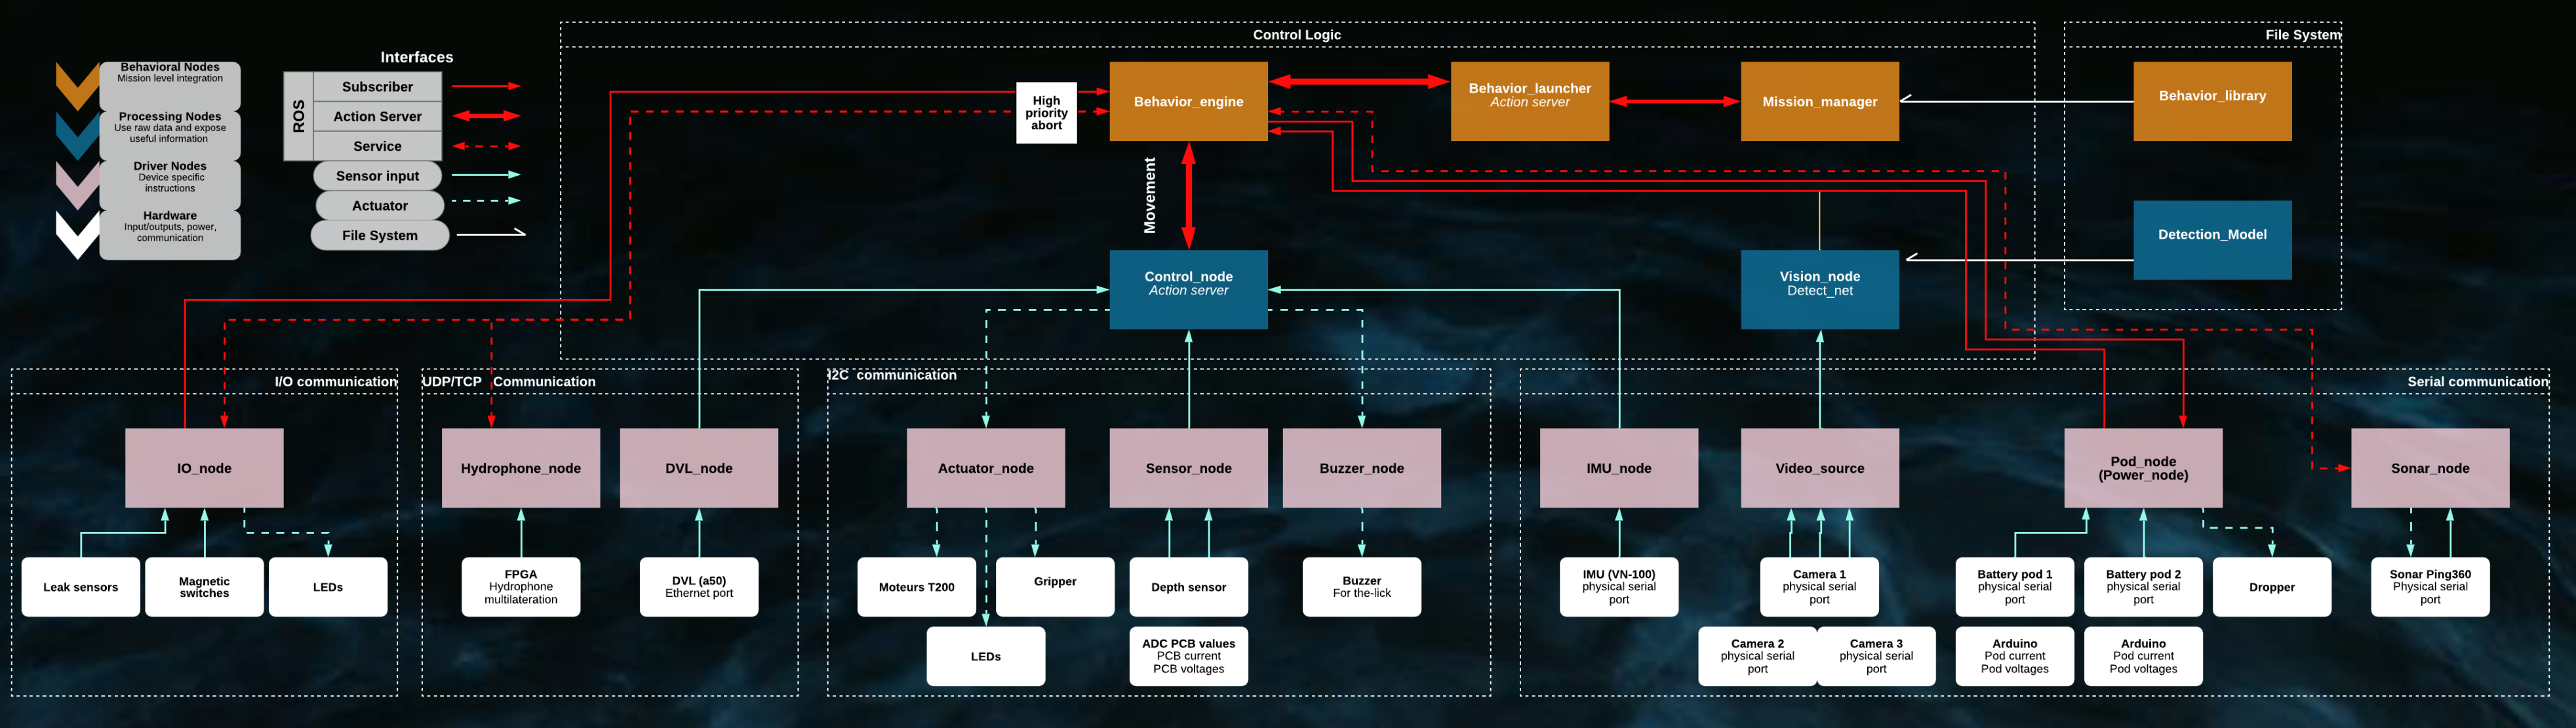 Control Logic
File System
Behavioral Nodes
Mission level integration
Processing Nodes
Use raw data and expose
useful information
Driver Nodes
Device specific
instructions
Hardware
Input/outputs, power,
communication
Interfaces
ROS
Subscriber
Action Server
Service
Sensor input
Actuator
File System
High
priority
abort
Behavior_engine
Behavior_launcher
Action server
Mission_manager
Behavior_library
Movement
Control_node
Action server
Vision_node
Detect_net
Detection_Model
I/O communication
UDP/TCP Communication
I2C communication
Serial communication
IO_node
Hydrophone_node
DVL_node
Actuator_node
Sensor_node
Buzzer_node
IMU_node
Video_source
Pod_node
(Power_node)
Sonar_node
Leak sensors
Magnetic
switches
LEDs
FPGA
Hydrophone
multilateration
DVL (a50)
Ethernet port
Moteurs T200
Gripper
LEDs
Depth sensor
ADC PCB values
PCB current
PCB voltages
Buzzer
For the-lick
IMU (VN-100)
physical serial
port
Camera 1
physical serial
port
Camera 2
physical serial
port
Camera 3
physical serial
port
Battery pod 1
physical serial
port
Battery pod 2
physical serial
port
Dropper
Arduino
Pod current
Pod voltages
Arduino
Pod current
Pod voltages
Sonar Ping360
Physical serial
port